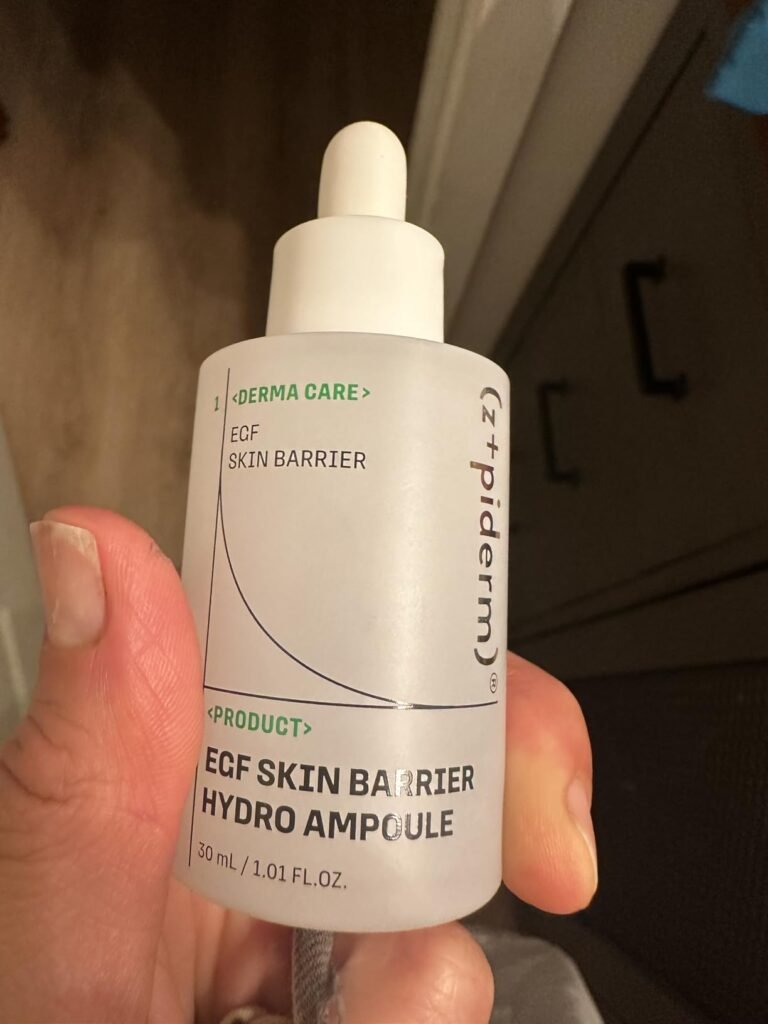 1 <DERMA CARE>
EGF
SKIN BARRIER
(z+piderm)®
<PRODUCT>
EGF SKIN BARRIER
HYDRO AMPOULE
30 mL / 1.01 FL.OZ.